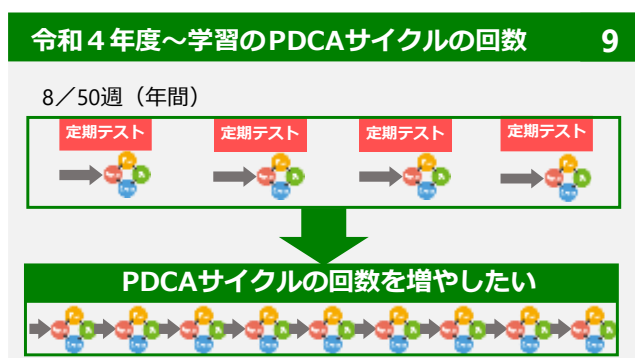 令和４年度～学習のPDCAサイクルの回数 9
8／50週（年間）
定期テスト 定期テスト 定期テスト 定期テスト
PDCAサイクルの回数を増やしたい